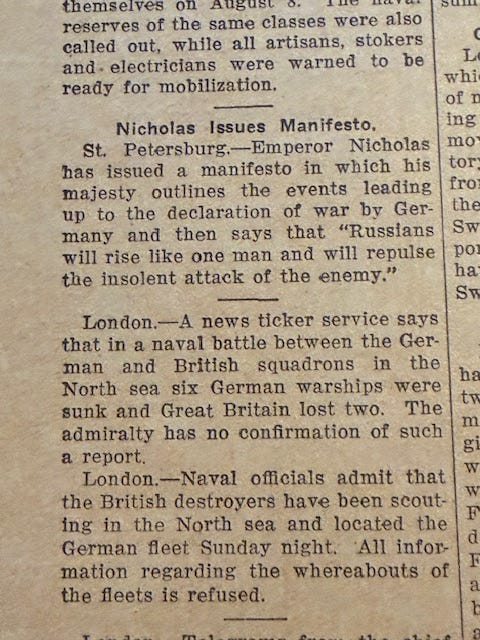 themselves on August 8. The naval
reserves of the same classes were also
called out, while all artisans, stokers
and electricians were warned to be
ready for mobilization.
Nicholas Issues Manifesto.
St. Petersburg.—Emperor Nicholas
has issued a manifesto in which his
majesty outlines the events leading
up to the declaration of war by Ger-
many and then says that "Russians
will rise like one man and will repulse
the insolent attack of the enemy."
London.—A news ticker service says
that in a naval battle between the Ger-
man and British squadrons in the
North sea six German warships were
sunk and Great Britain lost two. The
admiralty has no confirmation of such
a report.
London.—Naval officials admit that
the British destroyers have been scout-
ing in the North sea and located the
German fleet Sunday night. All infor-
mation regarding the whereabouts of
the fleets is refused.
London. Telegrams from the chief